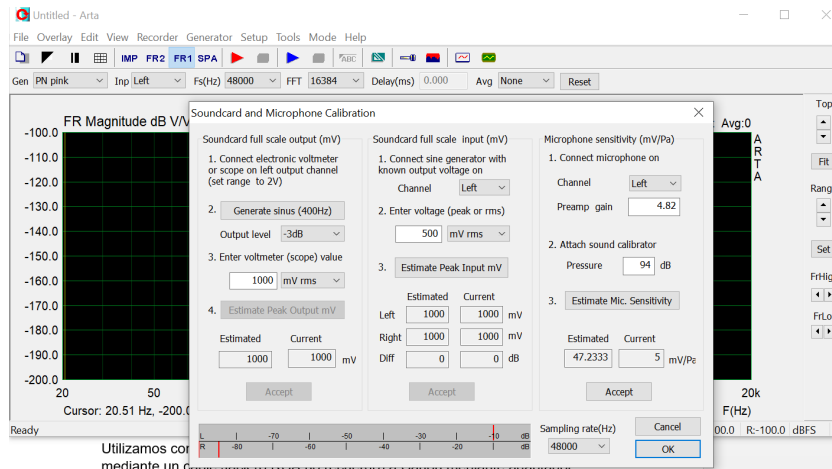 Untitled - Arta
File Overlay Edit View Recorder Generator Setup Tools Mode Help
IMP FR2 FR1 SPA ABC
Gen PN pink Inp Left Fs(Hz) 48000 FFT 16384 Delay(ms) 0.000 Avg None Reset
FR Magnitude dB V/V
Avg:0
Top
Fit
Rang
Set
FrHig
FrLo
A
R
T
A
-100.0
-110.0
-120.0
-130.0
-140.0
-150.0
-160.0
-170.0
-180.0
-190.0
-200.0
20 50 20k
Cursor: 20.51 Hz, -200.0 F(Hz)
Ready 00.0 R:-100.0 dBFS
Soundcard and Microphone Calibration
Soundcard full scale output (mV)
1. Connect electronic voltmeter
or scope on left output channel
(set range to 2V)
2. Generate sinus (400Hz)
Output level -3dB
3. Enter voltmeter (scope) value
1000 mV rms
4. Estimate Peak Output mV
Estimated Current
1000 1000 mV
Accept
Soundcard full scale Input (mV)
1. Connect sine generator with
known output voltage on
Channel Left
2. Enter voltage (peak or rms)
500 mV rms
3. Estimate Peak Input mV
Estimated Current
Left 1000 1000 mV
Right 1000 1000 mV
Diff 0 0 dB
Accept
Microphone sensitivity (mV/Pa)
1. Connect microphone on
Channel Left
Preamp gain 4.82
2. Attach sound calibrator
Pressure 94 dB
3. Estimate Mic. Sensitivity
Estimated Current
47.2333 5 mV/Pa
Accept
L -70 -50 -30 -10 dB
R -80 -60 -40 -20 dB
Sampling rate(Hz)
48000
Cancel
OK
Utilizamos con
mediante un